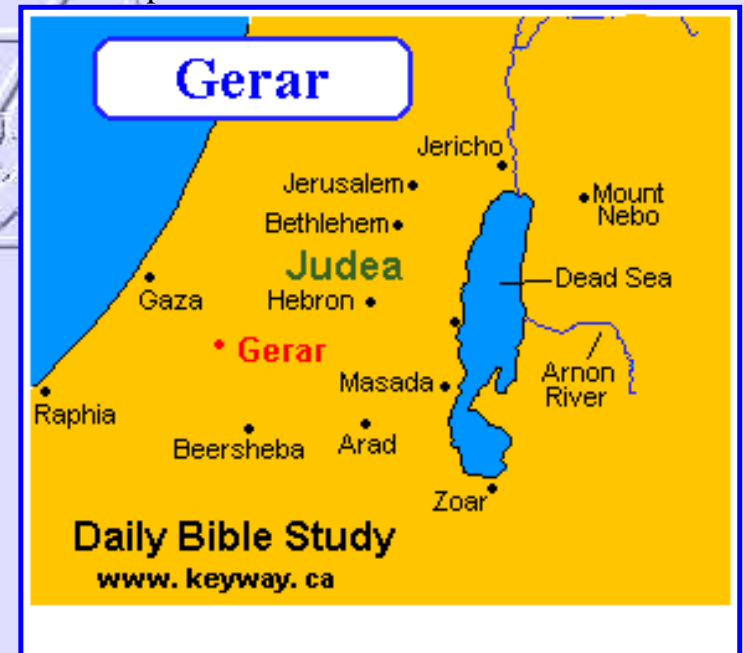 Gerar
Jericho
Jerusalem
Mount
Nebo
Bethlehem
Judea
Dead Sea
Gaza
Hebron
Gerar
Arnon
River
Masada
Raphia
Beersheba
Arad
Zoar
Daily Bible Study
www. keyway. ca